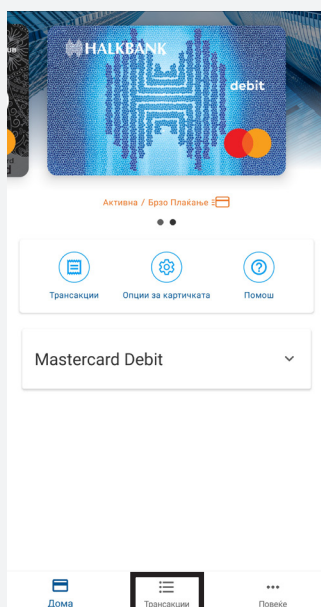 HALKBANK
debit
Активна / Брзо Плаќање
Трансакции
Опции за картичката
Помош
Mastercard Debit
Дома
Трансакции
Повеќе